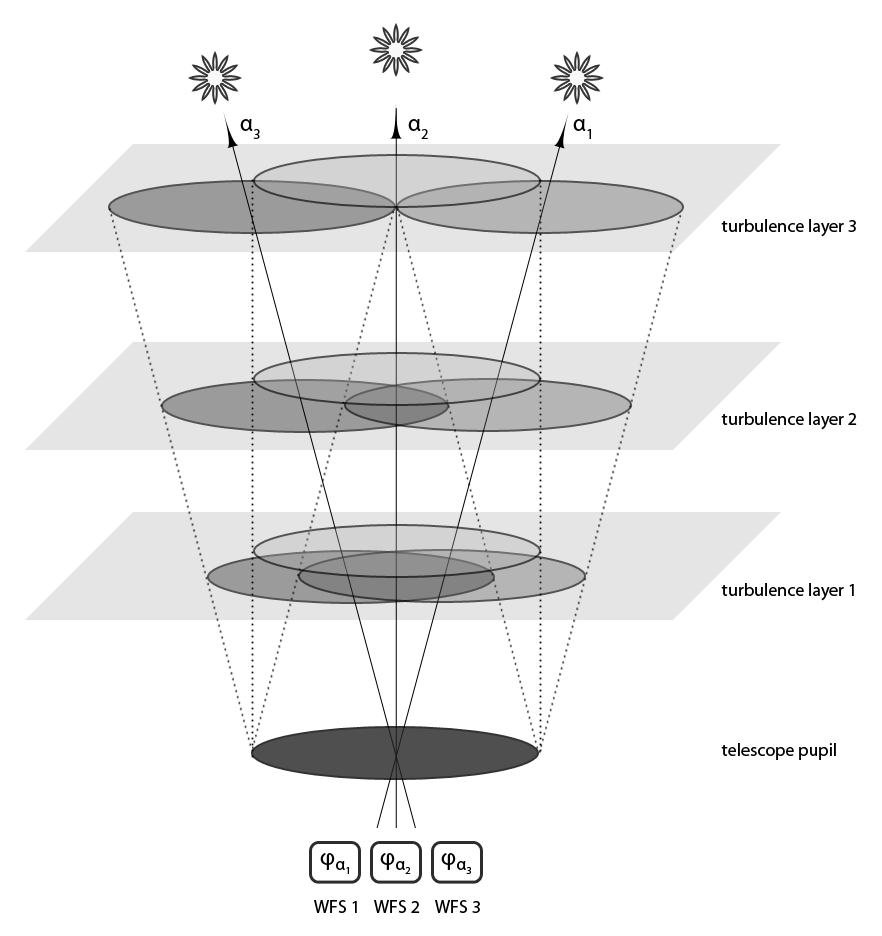 α₃
α₂
α₁
turbulence layer 3
turbulence layer 2
turbulence layer 1
telescope pupil
φα₁ φα₂ φα₃
WFS 1 WFS 2 WFS 3